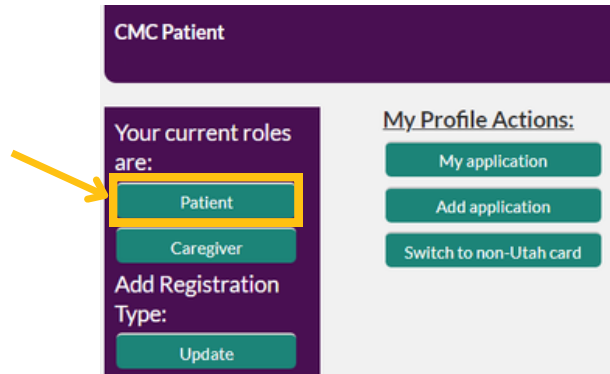 CMC Patient
Your current roles
are:
Patient
Caregiver
Add Registration
Type:
Update
My Profile Actions:
My application
Add application
Switch to non-Utah card